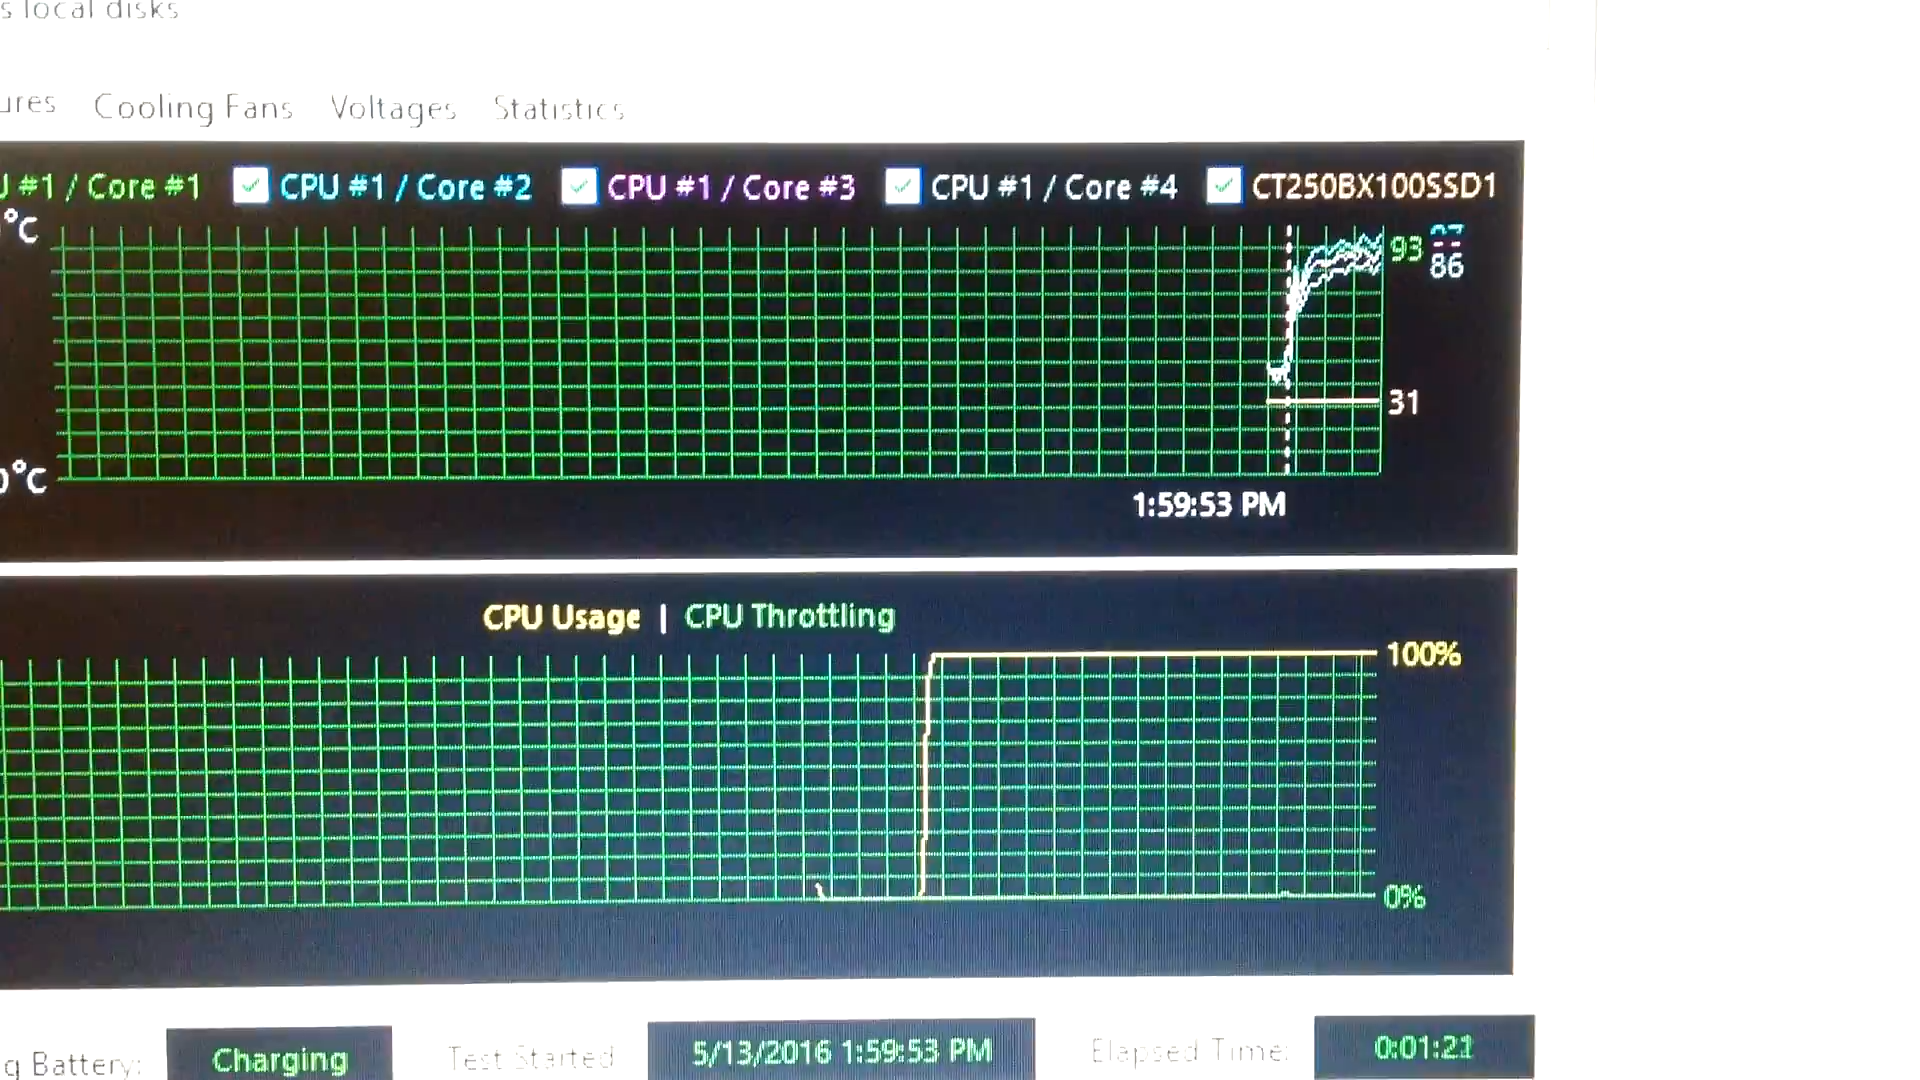 s local disks
ures Cooling Fans Voltages Statistics
#1 / Core #1 CPU #1 / Core #2 CPU #1 / Core #3 CPU #1 / Core #4 CT250BX100SSD1
°C
93
86
31
0°C
1:59:53 PM
CPU Usage | CPU Throttling
100%
0%
g Battery: Charging Test Started 5/13/2016 1:59:53 PM Elapsed Time: 0:01:21